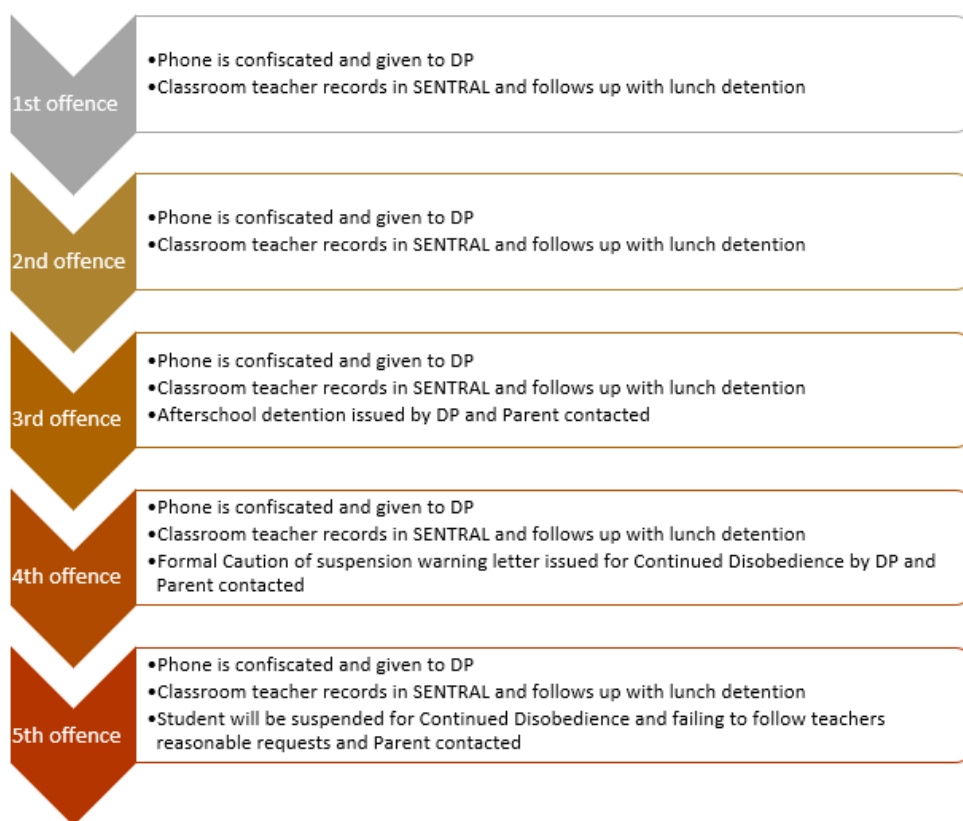 1st offence
•Phone is confiscated and given to DP
•Classroom teacher records in SENTRAL and follows up with lunch detention
2nd offence
•Phone is confiscated and given to DP
•Classroom teacher records in SENTRAL and follows up with lunch detention
3rd offence
•Phone is confiscated and given to DP
•Classroom teacher records in SENTRAL and follows up with lunch detention
•Afterschool detention issued by DP and Parent contacted
4th offence
•Phone is confiscated and given to DP
•Classroom teacher records in SENTRAL and follows up with lunch detention
•Formal Caution of suspension warning letter issued for Continued Disobedience by DP and
Parent contacted
5th offence
•Phone is confiscated and given to DP
•Classroom teacher records in SENTRAL and follows up with lunch detention
•Student will be suspended for Continued Disobedience and failing to follow teachers
reasonable requests and Parent contacted